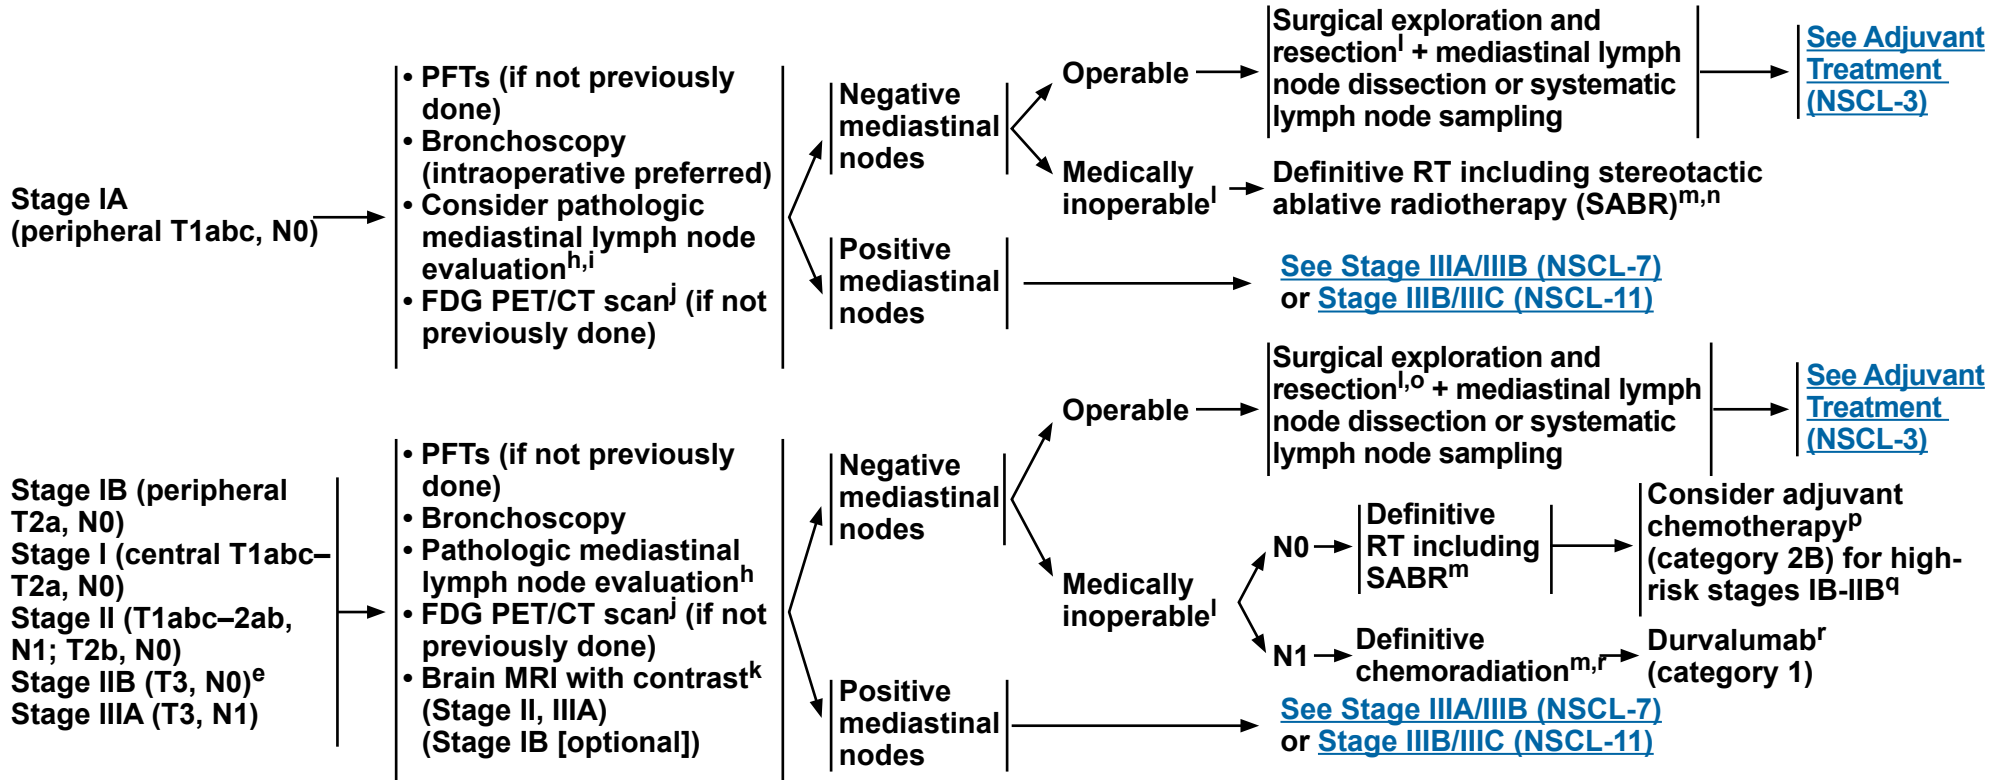 Stage IA
(peripheral T1abc, N0)
• PFTs (if not previously
done)
• Bronchoscopy
(intraoperative preferred)
• Consider pathologic
mediastinal lymph node
evaluationh,i
• FDG PET/CT scanj (if not
previously done)
Negative
mediastinal
nodes
Operable
Surgical exploration and
resectionl + mediastinal lymph
node dissection or systematic
lymph node sampling
See Adjuvant
Treatment
(NSCL-3)
Medically
inoperablel
Definitive RT including stereotactic
ablative radiotherapy (SABR)m,n
Positive
mediastinal
nodes
See Stage IIIA/IIIB (NSCL-7)
or Stage IIIB/IIIC (NSCL-11)
Stage IB (peripheral
T2a, N0)
Stage I (central T1abc–
T2a, N0)
Stage II (T1abc–2ab,
N1; T2b, N0)
Stage IIB (T3, N0)e
Stage IIIA (T3, N1)
• PFTs (if not previously
done)
• Bronchoscopy
• Pathologic mediastinal
lymph node evaluationh
• FDG PET/CT scanj (if not
previously done)
• Brain MRI with contrastk
(Stage II, IIIA)
(Stage IB [optional])
Negative
mediastinal
nodes
Operable
Surgical exploration and
resectionl,o + mediastinal lymph
node dissection or systematic
lymph node sampling
See Adjuvant
Treatment
(NSCL-3)
Medically
inoperablel
N0
Definitive
RT including
SABRm
Consider adjuvant
chemotherapyp
(category 2B) for high-
risk stages IB-IIBq
N1
Definitive
chemoradiationm,r
Durvalumabr
(category 1)
Positive
mediastinal
nodes
See Stage IIIA/IIIB (NSCL-7)
or Stage IIIB/IIIC (NSCL-11)